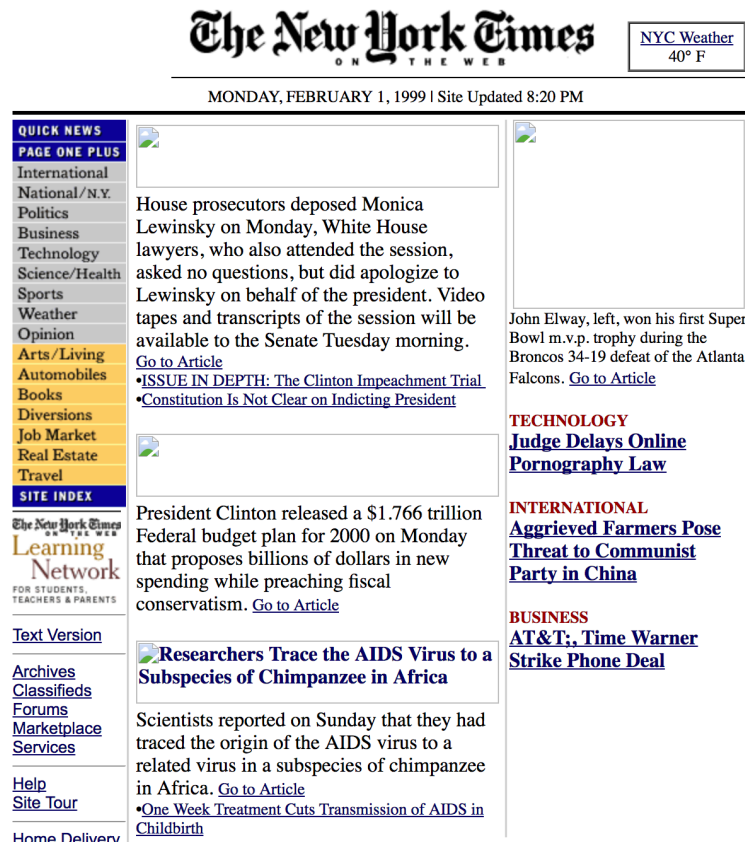 The New York Times
ON THE WEB
NYC Weather
40° F
MONDAY, FEBRUARY 1, 1999 | Site Updated 8:20 PM
QUICK NEWS
PAGE ONE PLUS
International
National/N.Y.
Politics
Business
Technology
Science/Health
Sports
Weather
Opinion
Arts/Living
Automobiles
Books
Diversions
Job Market
Real Estate
Travel
SITE INDEX
The New York Times
ON THE WEB
Learning
Network
FOR STUDENTS,
TEACHERS & PARENTS
Text Version
Archives
Classifieds
Forums
Marketplace
Services
Help
Site Tour
Home Delivery
House prosecutors deposed Monica
Lewinsky on Monday, White House
lawyers, who also attended the session,
asked no questions, but did apologize to
Lewinsky on behalf of the president. Video
tapes and transcripts of the session will be
available to the Senate Tuesday morning.
Go to Article
•ISSUE IN DEPTH: The Clinton Impeachment Trial
•Constitution Is Not Clear on Indicting President
President Clinton released a $1.766 trillion
Federal budget plan for 2000 on Monday
that proposes billions of dollars in new
spending while preaching fiscal
conservatism. Go to Article
Researchers Trace the AIDS Virus to a
Subspecies of Chimpanzee in Africa
Scientists reported on Sunday that they had
traced the origin of the AIDS virus to a
related virus in a subspecies of chimpanzee
in Africa. Go to Article
•One Week Treatment Cuts Transmission of AIDS in
Childbirth
John Elway, left, won his first Super
Bowl m.v.p. trophy during the
Broncos 34-19 defeat of the Atlanta
Falcons. Go to Article
TECHNOLOGY
Judge Delays Online
Pornography Law
INTERNATIONAL
Aggrieved Farmers Pose
Threat to Communist
Party in China
BUSINESS
AT&T;, Time Warner
Strike Phone Deal